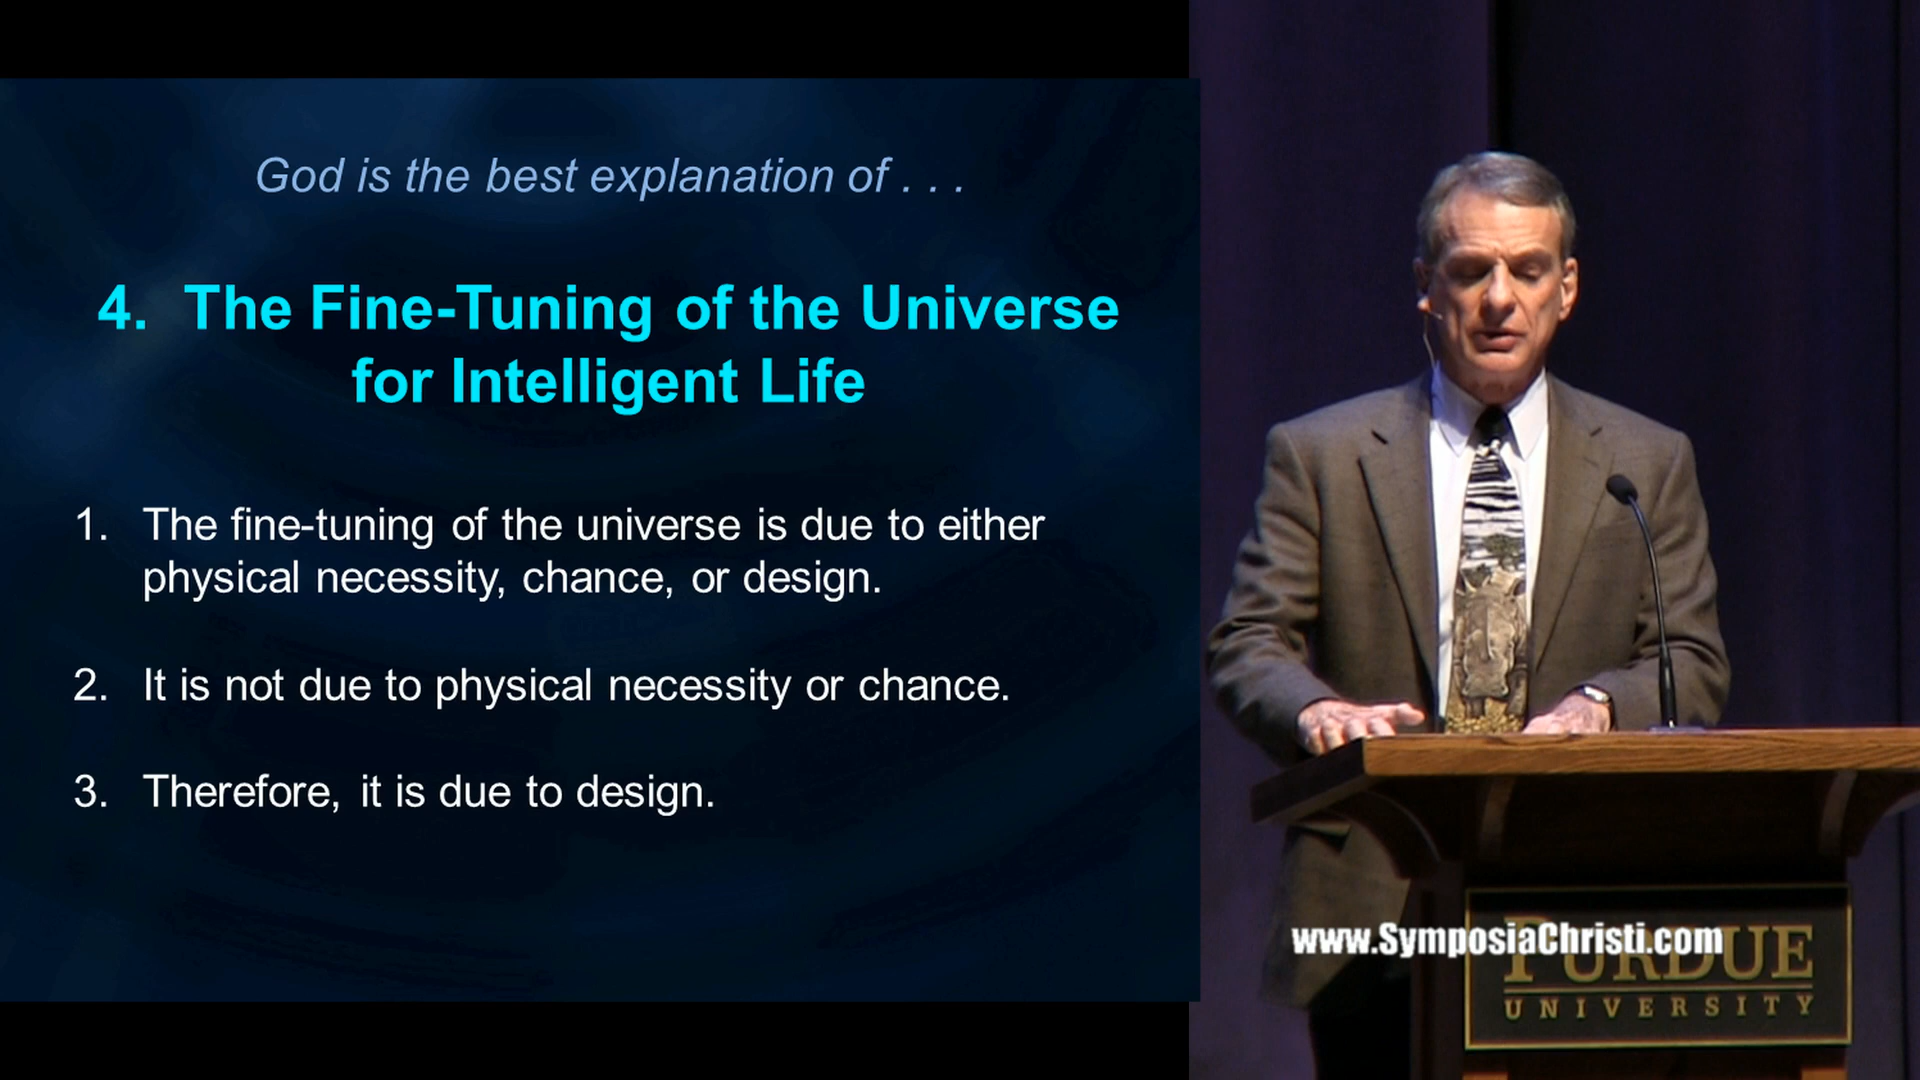 God is the best explanation of . . .
4. The Fine-Tuning of the Universe
for Intelligent Life
1. The fine-tuning of the universe is due to either
physical necessity, chance, or design.
2. It is not due to physical necessity or chance.
3. Therefore, it is due to design.
www.SymposiaChristi.com
PURDUE
UNIVERSITY